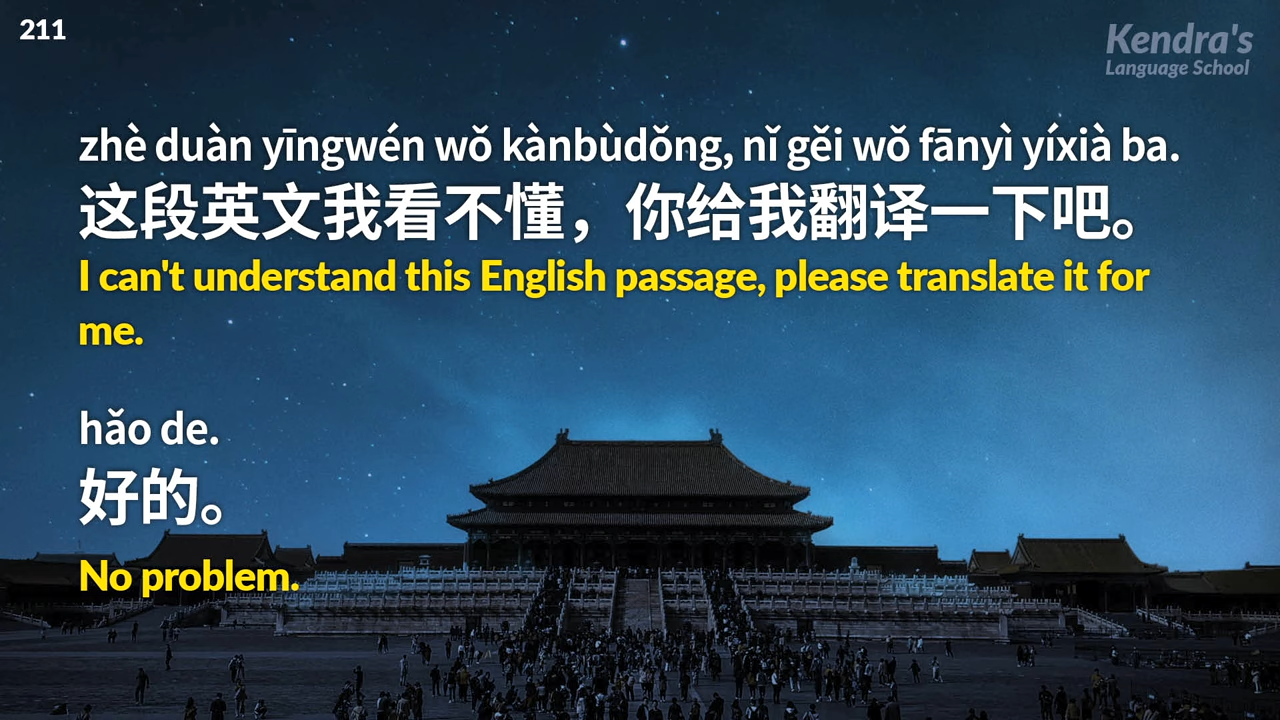 211
Kendra's
Language School
zhè duàn yīngwén wǒ kànbùdǒng, nǐ gěi wǒ fānyì yíxià ba.
这段英文我看不懂，你给我翻译一下吧。
I can't understand this English passage, please translate it for
me.
hǎo de.
好的。
No problem.